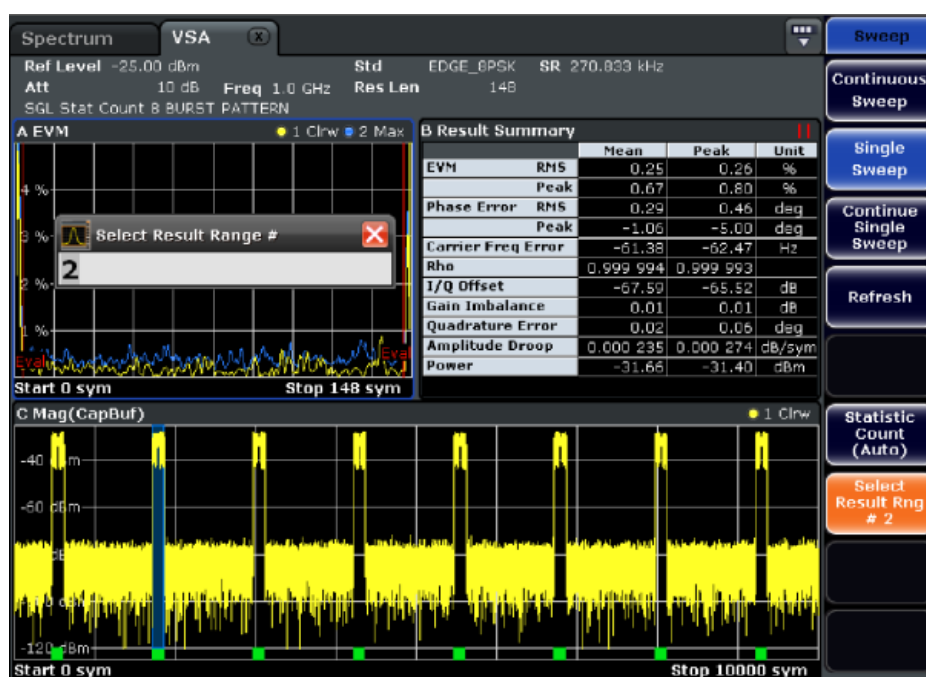 Spectrum VSA X
Ref Level -25.00 dBm Std EDGE_8PSK SR 270.833 kHz
Att 10 dB Freq 1.0 GHz Res Len 148
SGL Stat Count 8 BURST PATTERN
A EVM 1 Clrw 2 Max
4 %
3 %
2 %
1 %
Eval Eval
Start 0 sym Stop 148 sym
Select Result Range #
2
B Result Summary
Mean Peak Unit
EVM RMS 0.25 0.26 %
Peak 0.67 0.80 %
Phase Error RMS 0.29 0.46 deg
Peak -1.06 -5.00 deg
Carrier Freq Error -61.38 -62.47 Hz
Rho 0.999 994 0.999 993
I/Q Offset -67.59 -65.52 dB
Gain Imbalance 0.01 0.01 dB
Quadrature Error 0.02 0.06 deg
Amplitude Droop 0.000 235 0.000 274 dB/sym
Power -31.66 -31.40 dBm
C Mag(CapBuf) 1 Clrw
-60 dBm
-120 dBm
Start 0 sym Stop 10000 sym
Sweep
Continuous
Sweep
Single
Sweep
Continue
Single
Sweep
Refresh
Statistic
Count
(Auto)
Select
Result Rng
# 2